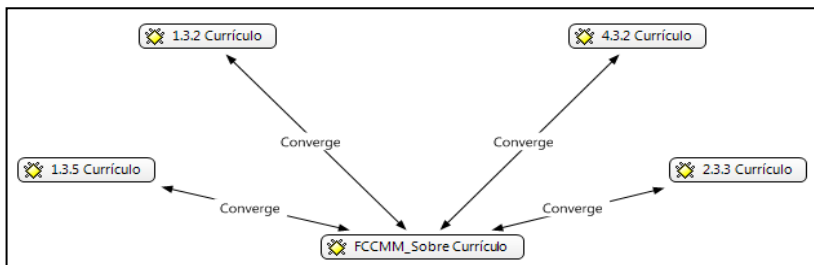 1.3.2 Currículo
4.3.2 Currículo
Converge
Converge
1.3.5 Currículo
2.3.3 Currículo
Converge
Converge
FCCMM_Sobre Currículo